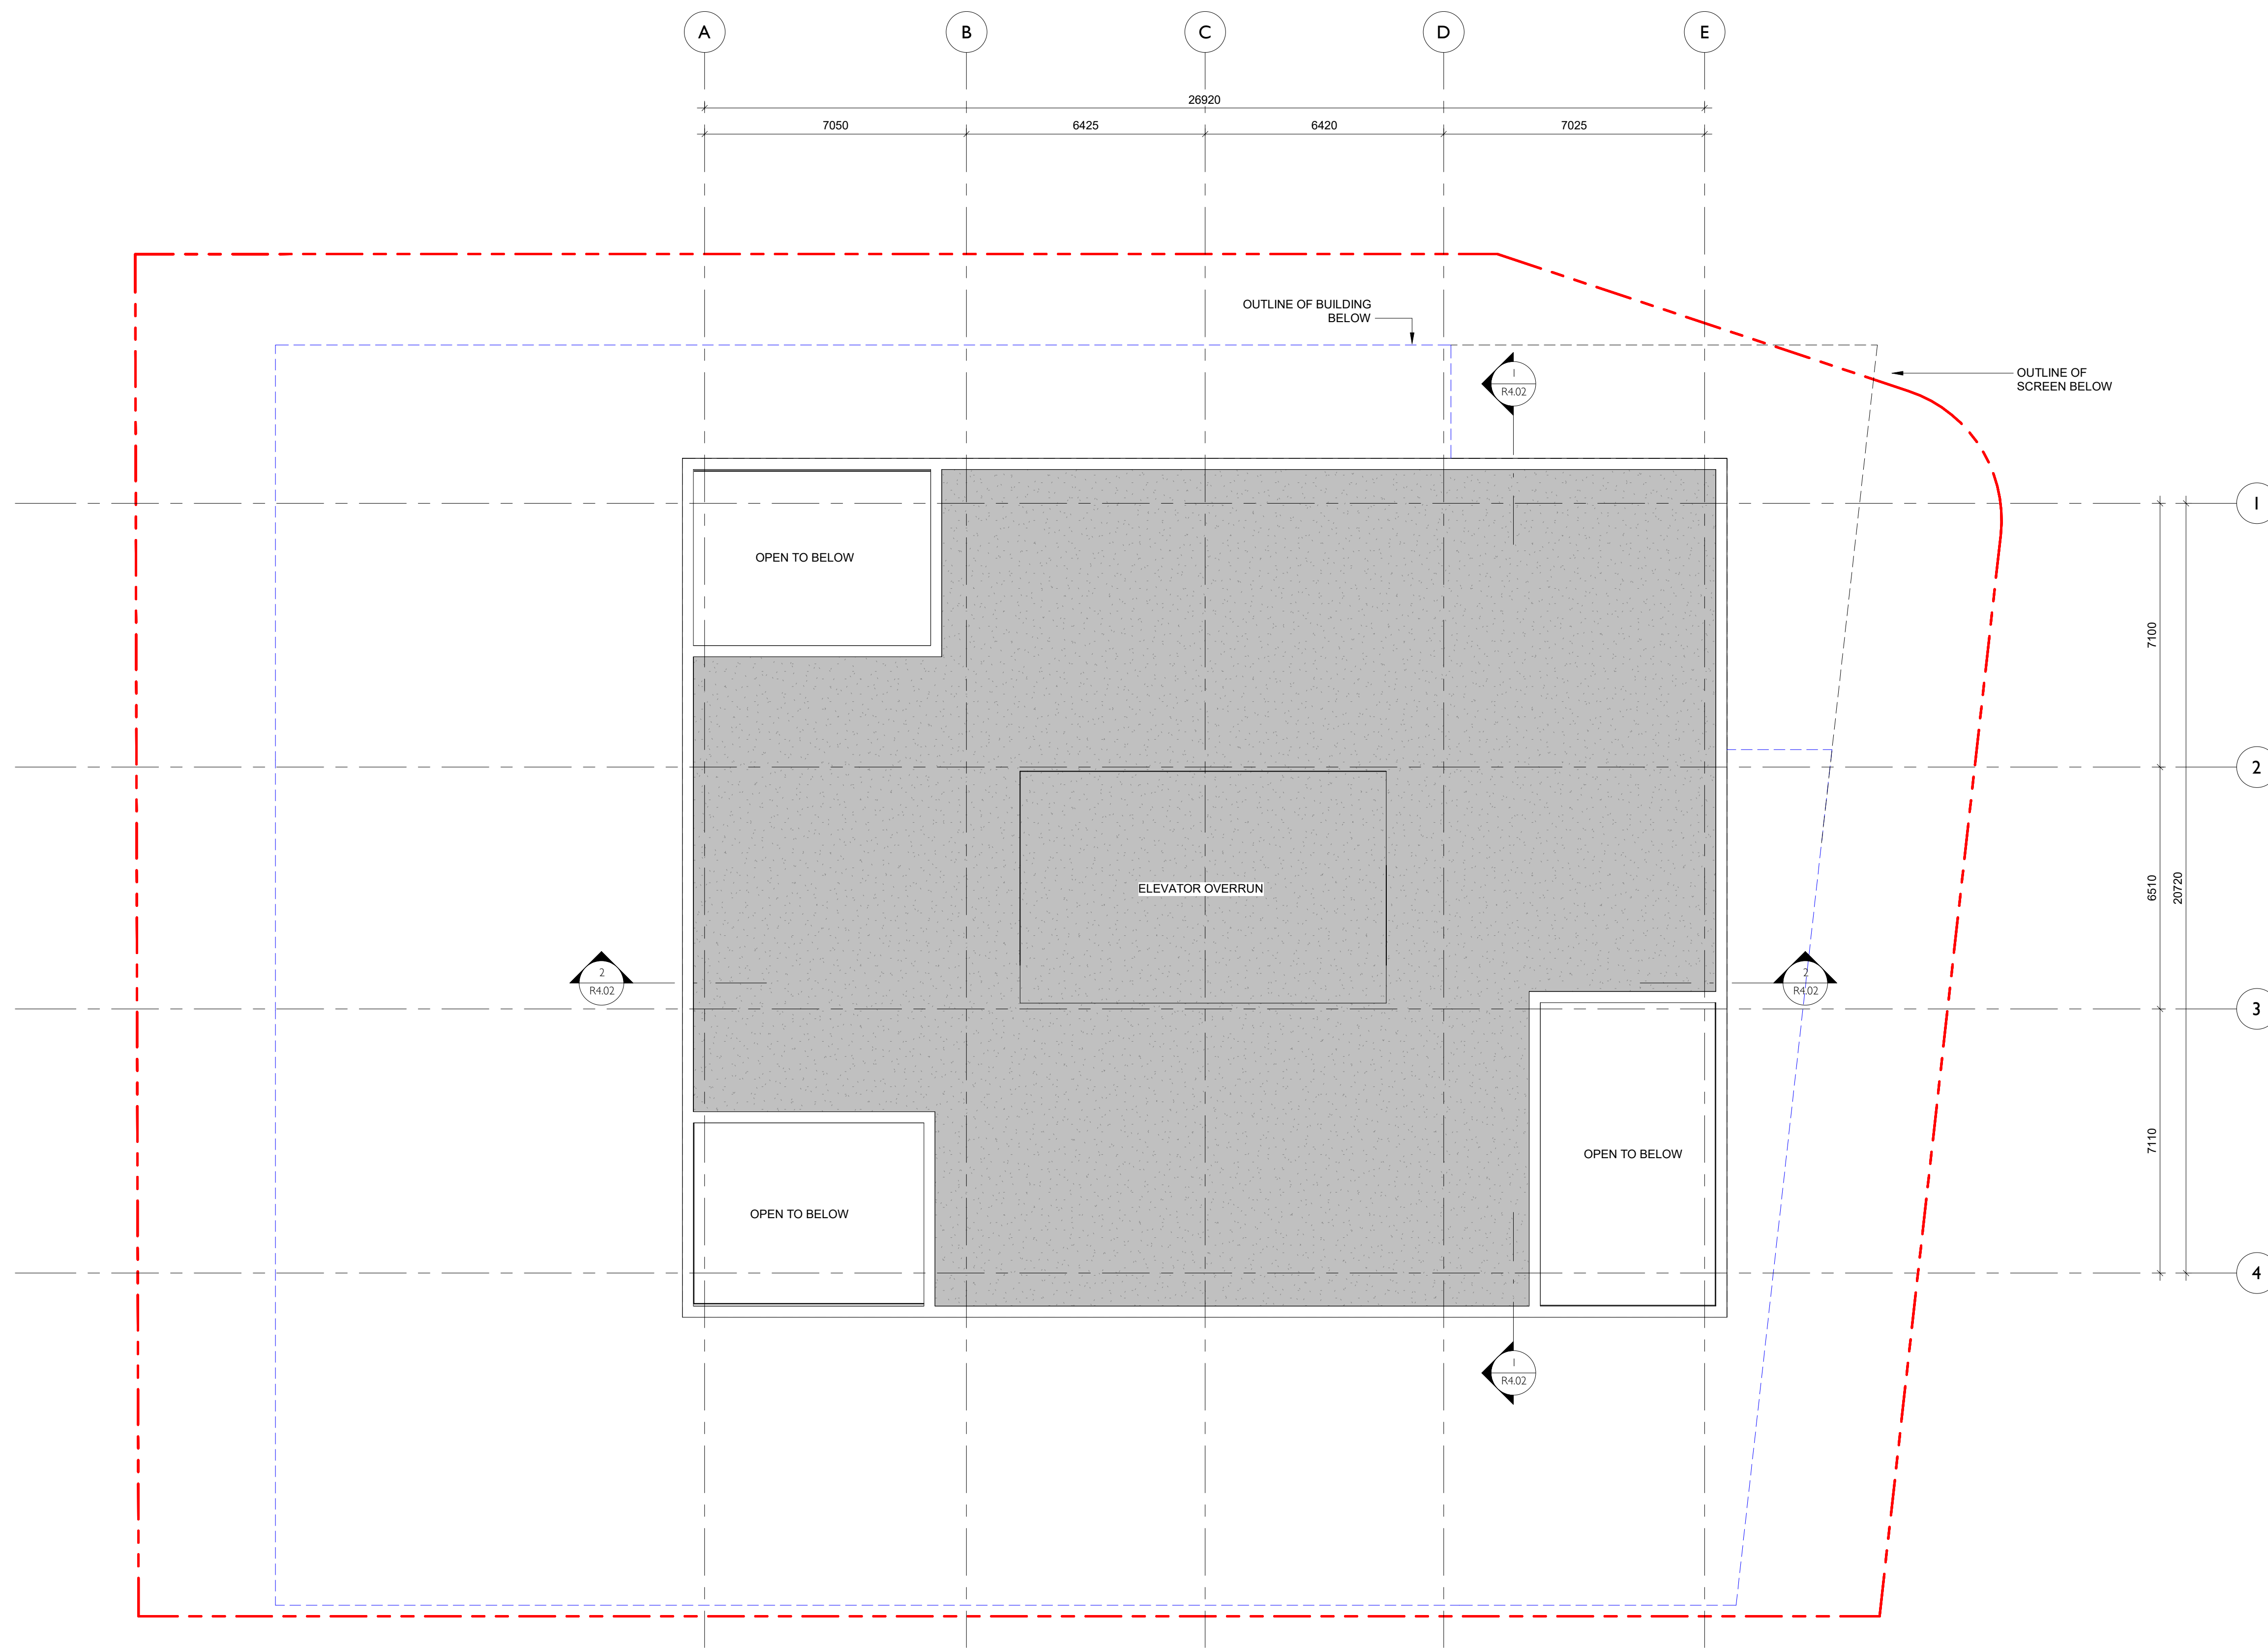 A
B
C
D
E
26920
7050
6425
6420
7025
OUTLINE OF BUILDING
BELOW
OUTLINE OF
SCREEN BELOW
1
R4.02
1
OPEN TO BELOW
7100
2
ELEVATOR OVERRUN
6510
20720
2
R4.02
2
R4.02
3
OPEN TO BELOW
7110
OPEN TO BELOW
4
1
R4.02